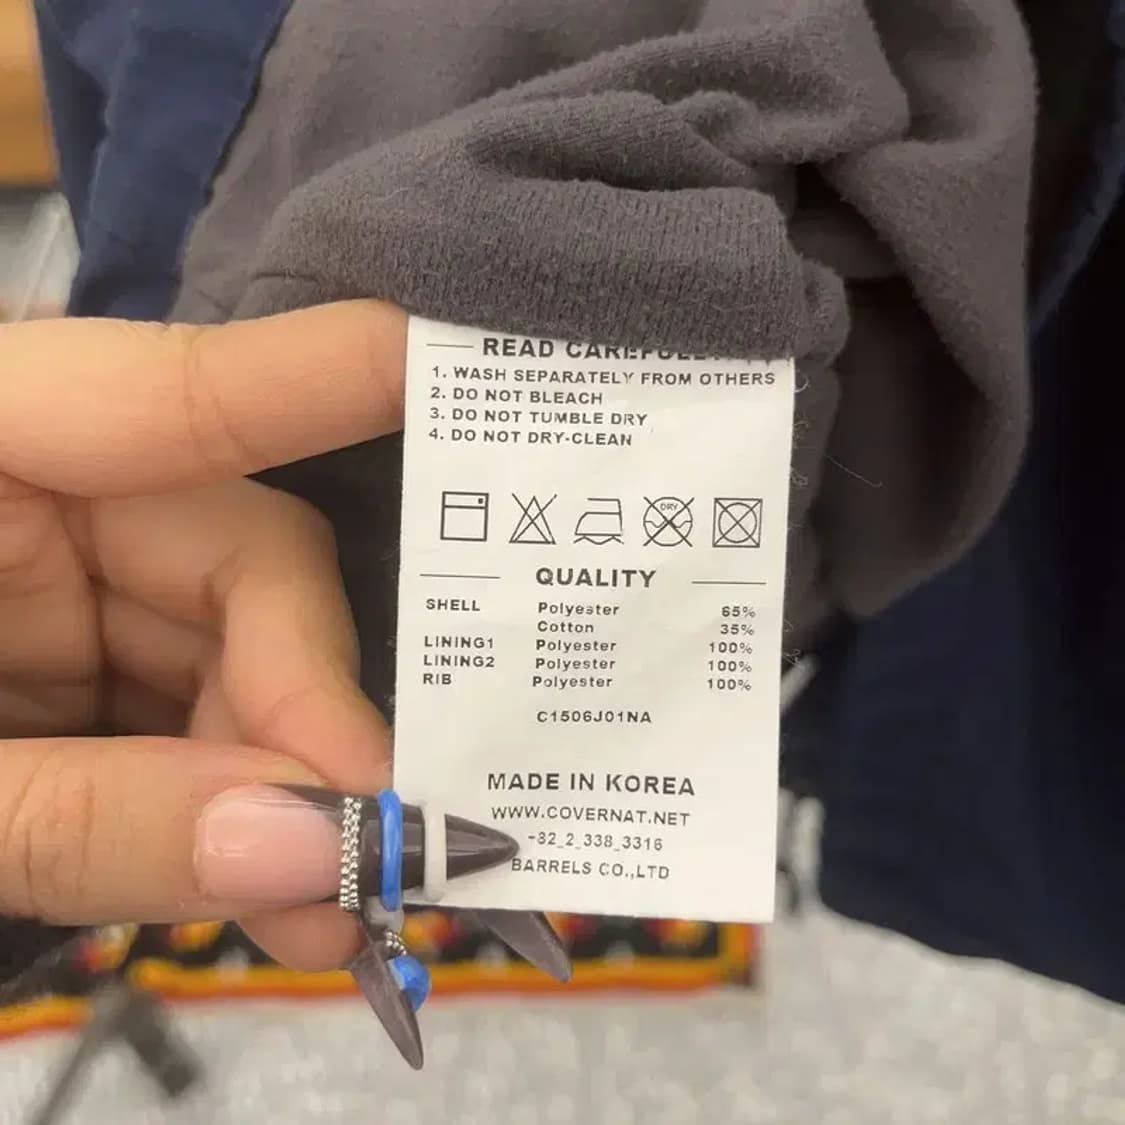 READ CAREFULLY
1. WASH SEPARATELY FROM OTHERS
2. DO NOT BLEACH
3. DO NOT TUMBLE DRY
4. DO NOT DRY-CLEAN
DRY
QUALITY
SHELL Polyester 65%
Cotton 35%
LINING1 Polyester 100%
LINING2 Polyester 100%
RIB Polyester 100%
C1506J01NA
MADE IN KOREA
WWW.COVERNAT.NET
+82_2_338_3316
BARRELS CO.,LTD